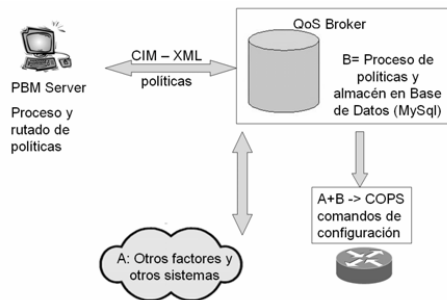 QoS Broker
CIM – XML
políticas
B= Proceso de
políticas y
almacén en Base
de Datos (MySql)
PBM Server
Proceso y
rutado de
políticas
A+B -> COPS
comandos de
configuración
A: Otros factores y
otros sistemas